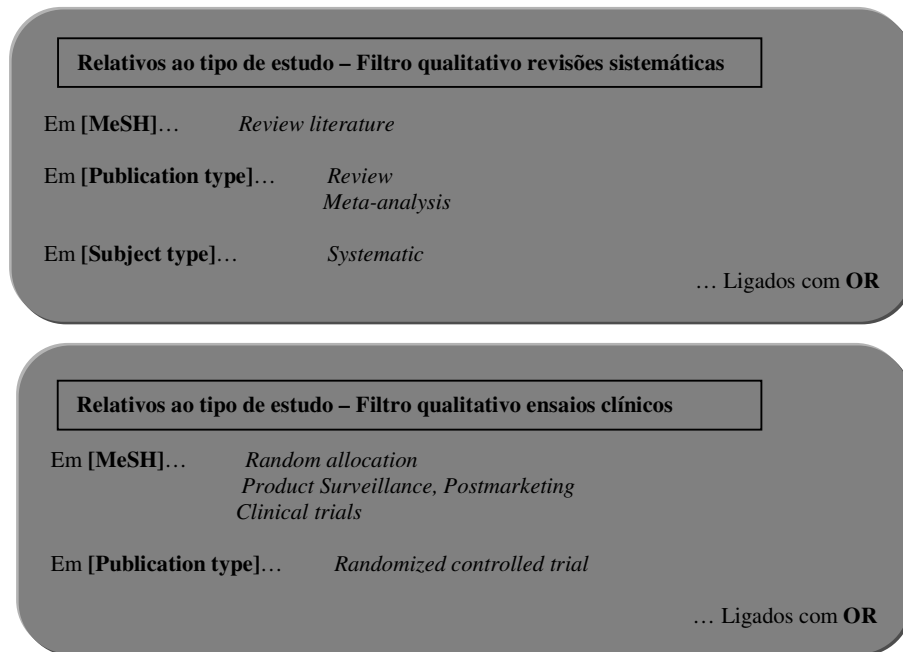 Relativos ao tipo de estudo – Filtro qualitativo revisões sistemáticas
Em [MeSH]… Review literature
Em [Publication type]… Review
Meta-analysis
Em [Subject type]… Systematic
… Ligados com OR
Relativos ao tipo de estudo – Filtro qualitativo ensaios clínicos
Em [MeSH]… Random allocation
Product Surveillance, Postmarketing
Clinical trials
Em [Publication type]… Randomized controlled trial
… Ligados com OR